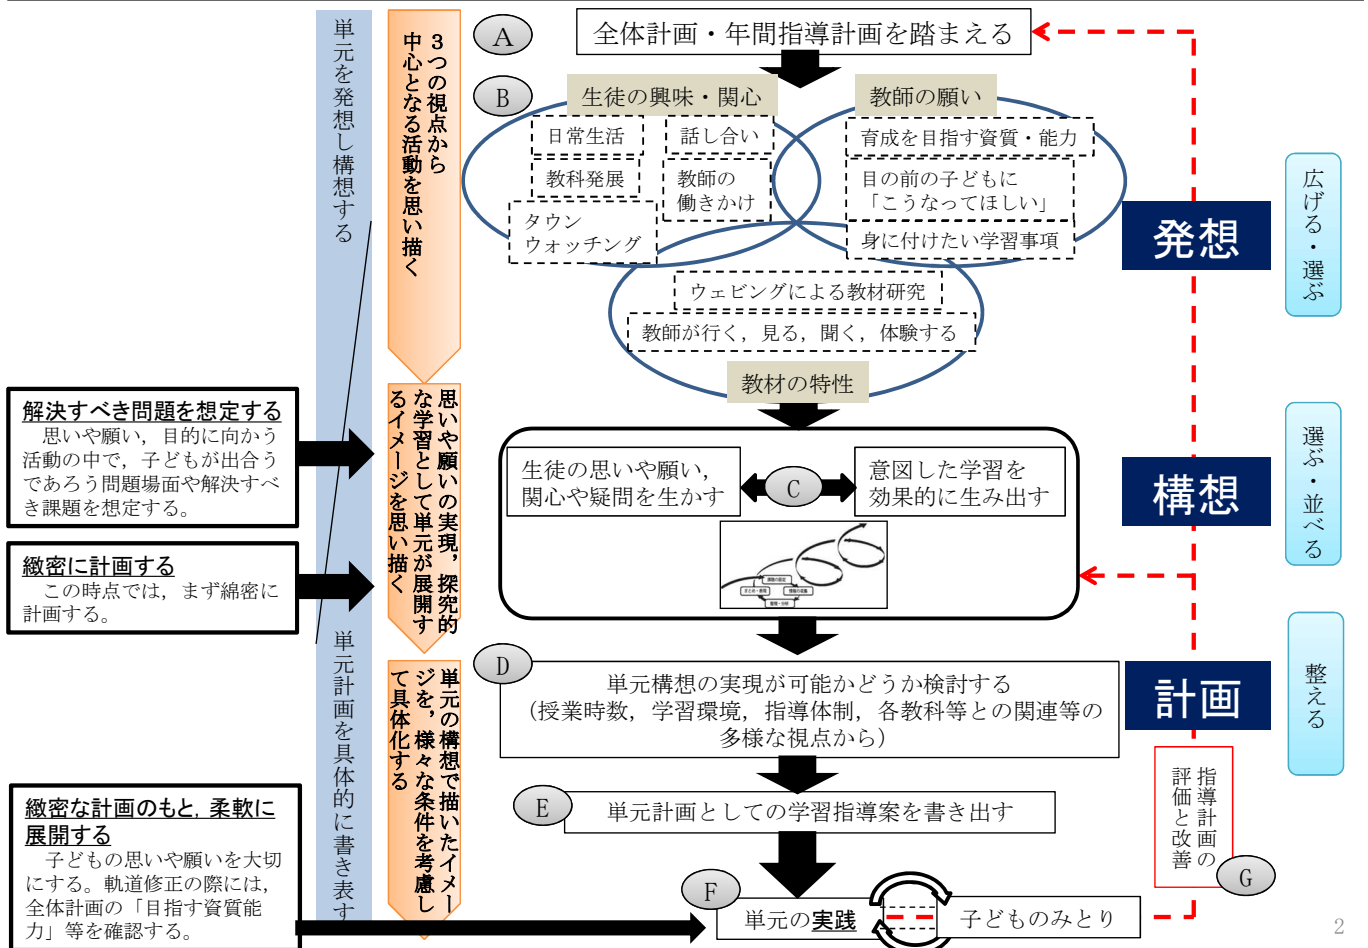 単元を発想し構想する
単元計画を具体的に書き表す
3つの視点から
中心となる活動を思い描く
思いや願いの実現，探究的
な学習として単元が展開す
るイメージを思い描く
単元の構想で描いたイメー
ジを，様々な条件を考慮し
て具体化する
解決すべき問題を想定する
思いや願い，目的に向かう
活動の中で，子どもが出合う
であろう問題場面や解決すべ
き課題を想定する。
緻密に計画する
この時点では，まず綿密に
計画する。
緻密な計画のもと，柔軟に
展開する
子どもの思いや願いを大切
にする。軌道修正の際には，
全体計画の「目指す資質能
力」等を確認する。
A
全体計画・年間指導計画を踏まえる
B
生徒の興味・関心
日常生活
話し合い
教科発展
教師の
働きかけ
タウン
ウォッチング
教師の願い
育成を目指す資質・能力
目の前の子どもに
「こうなってほしい」
身に付けたい学習事項
ウェビングによる教材研究
教師が行く，見る，聞く，体験する
教材の特性
生徒の思いや願い，
関心や疑問を生かす
C
意図した学習を
効果的に生み出す
課題の設定
情報の収集
整理・分析
まとめ・表現
D
単元構想の実現が可能かどうか検討する
（授業時数，学習環境，指導体制，各教科等との関連等の
多様な視点から）
E
単元計画としての学習指導案を書き出す
F
単元の実践
子どものみとり
G
指導計画の
評価と改善
発想
構想
計画
広げる・選ぶ
選ぶ・並べる
整える
2